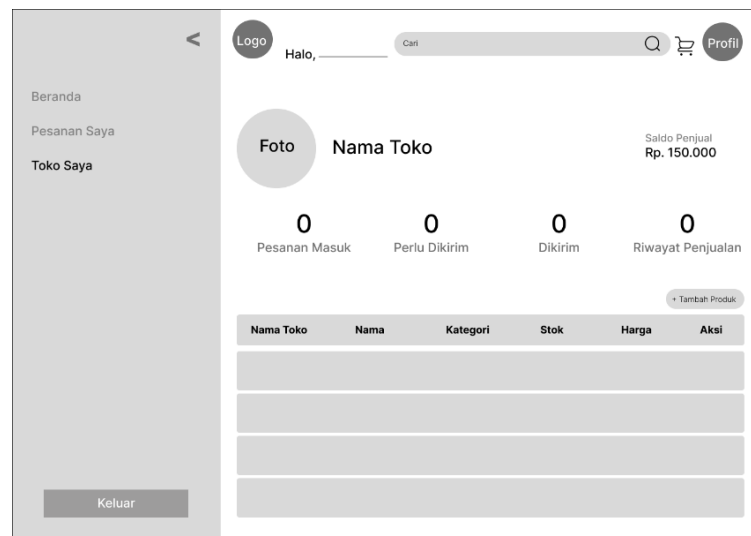 <
Logo
Halo, ___________
Cari
Profil
Beranda
Pesanan Saya
Toko Saya
Foto
Nama Toko
Saldo Penjual
Rp. 150.000
0 0 0 0
Pesanan Masuk Perlu Dikirim Dikirim Riwayat Penjualan
+ Tambah Produk
Nama Toko Nama Kategori Stok Harga Aksi
Keluar